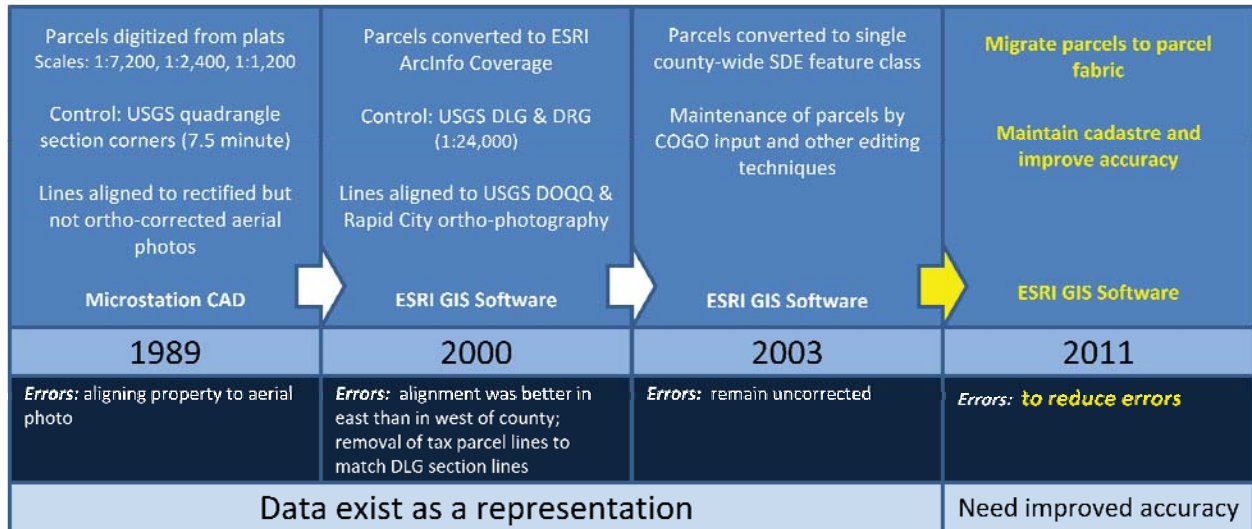 Parcels digitized from plats
Scales: 1:7,200, 1:2,400, 1:1,200
Control: USGS quadrangle
section corners (7.5 minute)
Lines aligned to rectified but
not ortho-corrected aerial
photos
Microstation CAD
1989
Errors: aligning property to aerial
photo
Parcels converted to ESRI
ArcInfo Coverage
Control: USGS DLG & DRG
(1:24,000)
Lines aligned to USGS DOQQ &
Rapid City ortho-photography
ESRI GIS Software
2000
Errors: alignment was better in
east than in west of county;
removal of tax parcel lines to
match DLG section lines
Parcels converted to single
county-wide SDE feature class
Maintenance of parcels by
COGO input and other editing
techniques
ESRI GIS Software
2003
Errors: remain uncorrected
Migrate parcels to parcel
fabric
Maintain cadastre and
improve accuracy
ESRI GIS Software
2011
Errors: to reduce errors
Data exist as a representation
Need improved accuracy